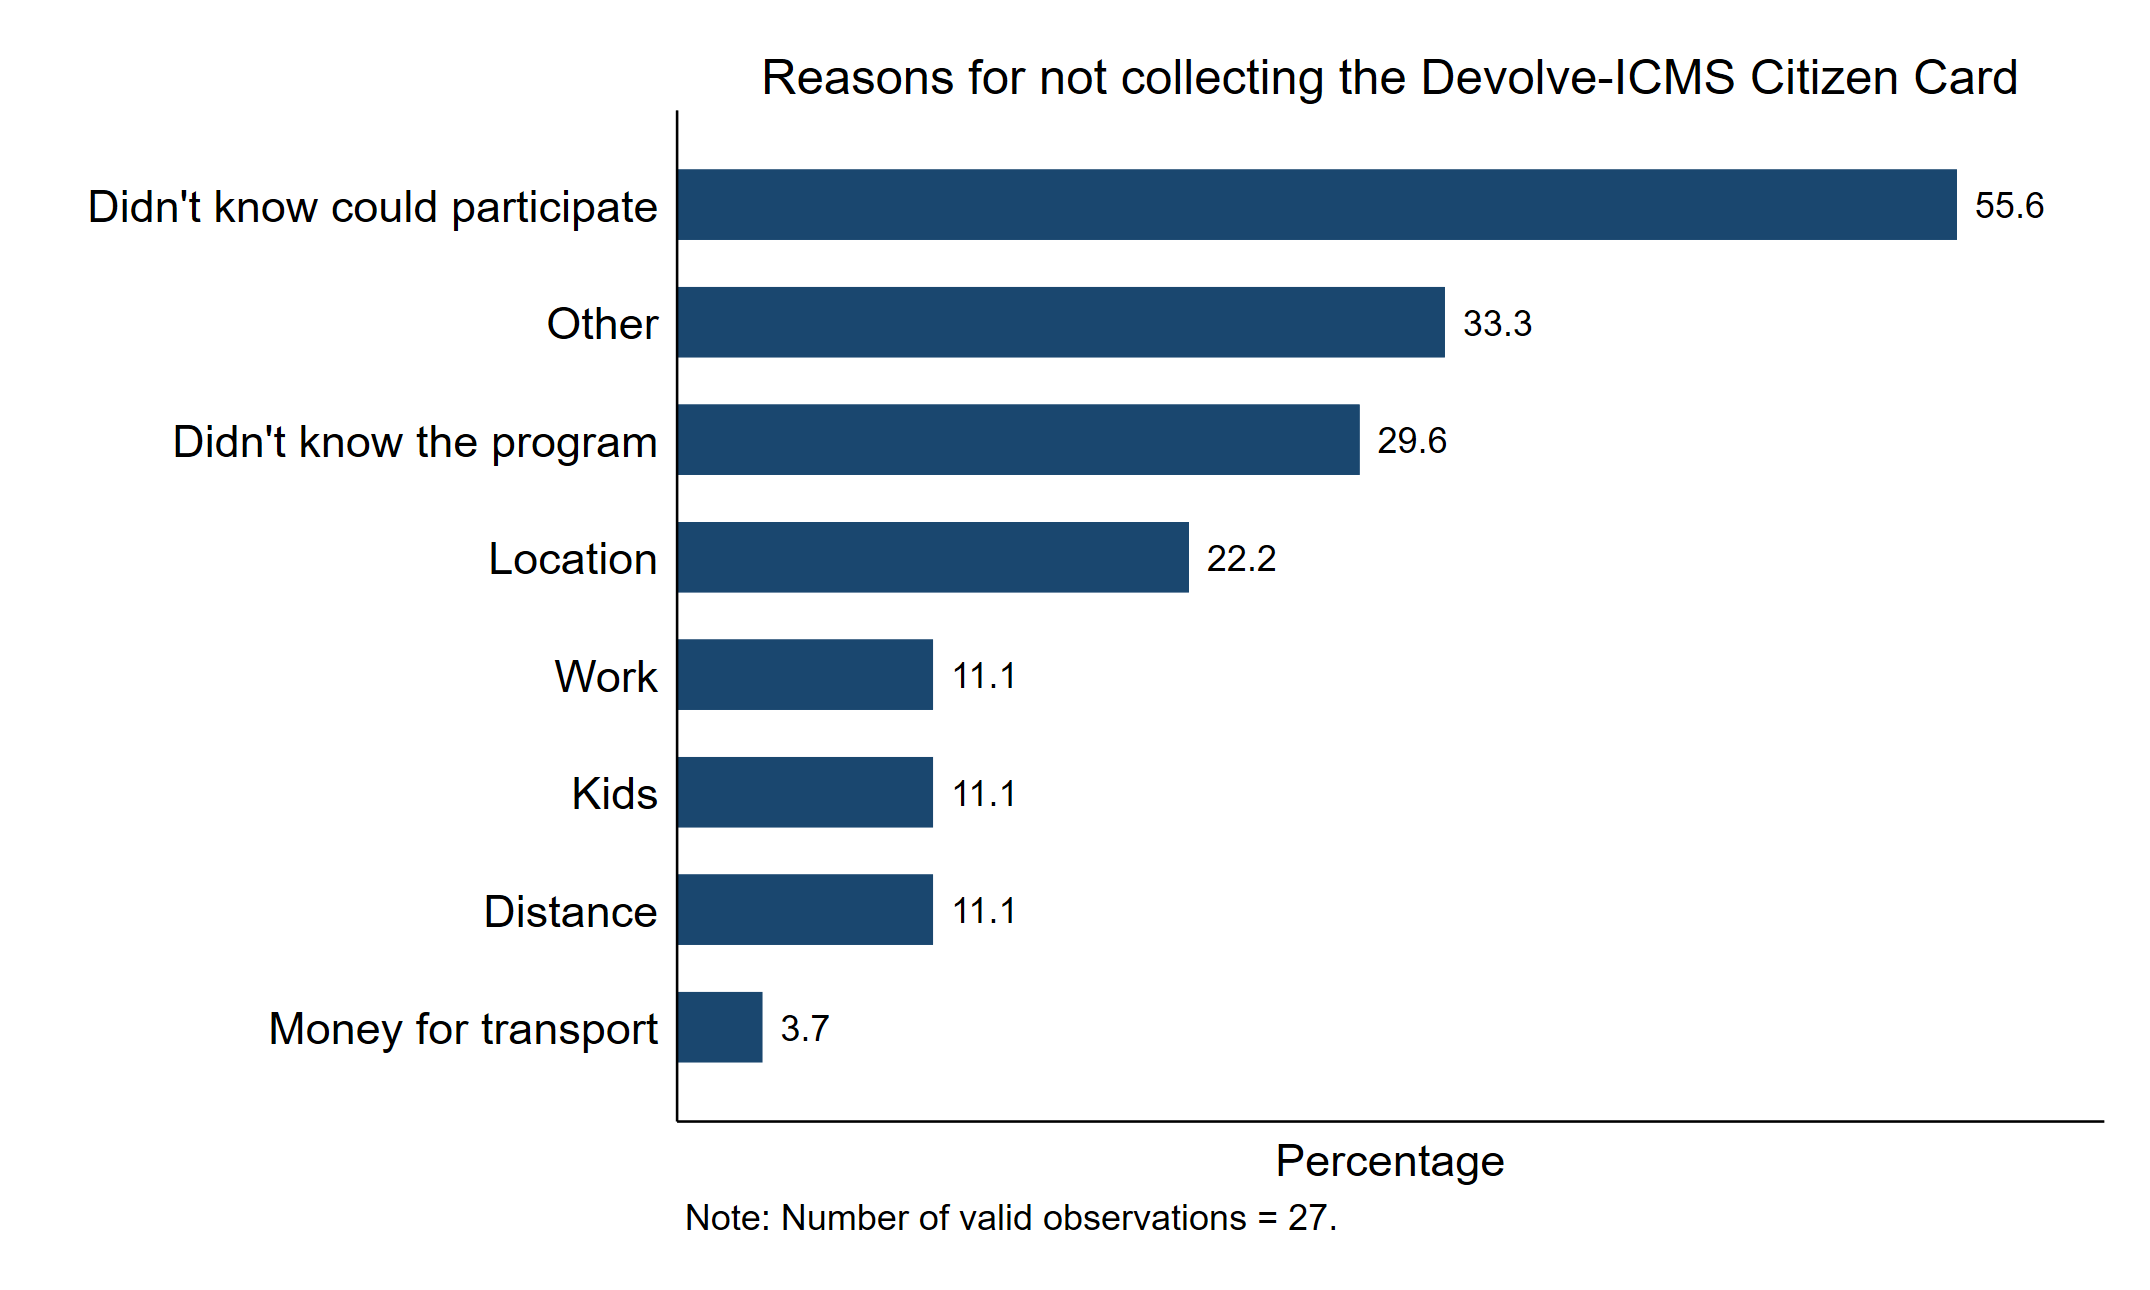 Reasons for not collecting the Devolve-ICMS Citizen Card
Didn't know could participate 55.6
Other 33.3
Didn't know the program 29.6
Location 22.2
Work 11.1
Kids 11.1
Distance 11.1
Money for transport 3.7
Percentage
Note: Number of valid observations = 27.